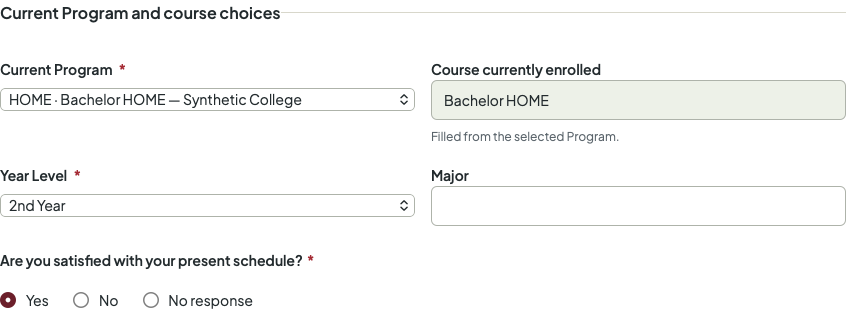 Current Program and course choices
Current Program *
HOME · Bachelor HOME — Synthetic College
Course currently enrolled
Bachelor HOME
Filled from the selected Program.
Year Level *
2nd Year
Major
Are you satisfied with your present schedule? *
Yes No No response